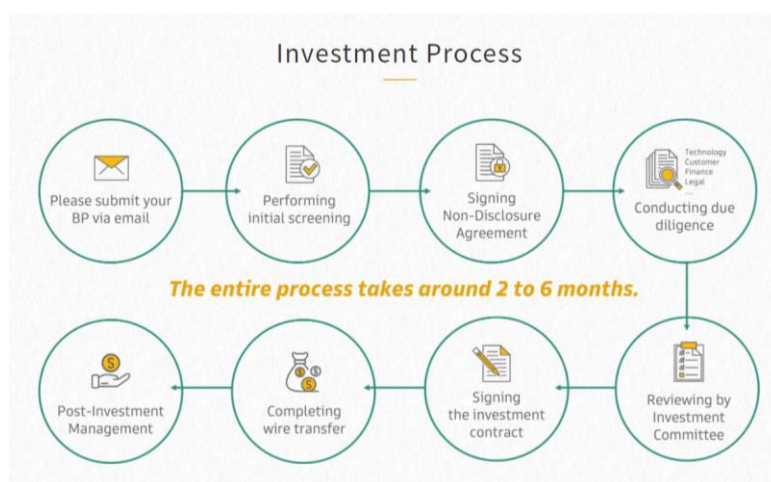 Investment Process
Please submit your
BP via email
Performing
initial screening
Signing
Non-Disclosure
Agreement
Technology
Customer
Finance
Legal
...
Conducting due
diligence
The entire process takes around 2 to 6 months.
Reviewing by
Investment
Committee
Signing
the investment
contract
Completing
wire transfer
Post-Investment
Management